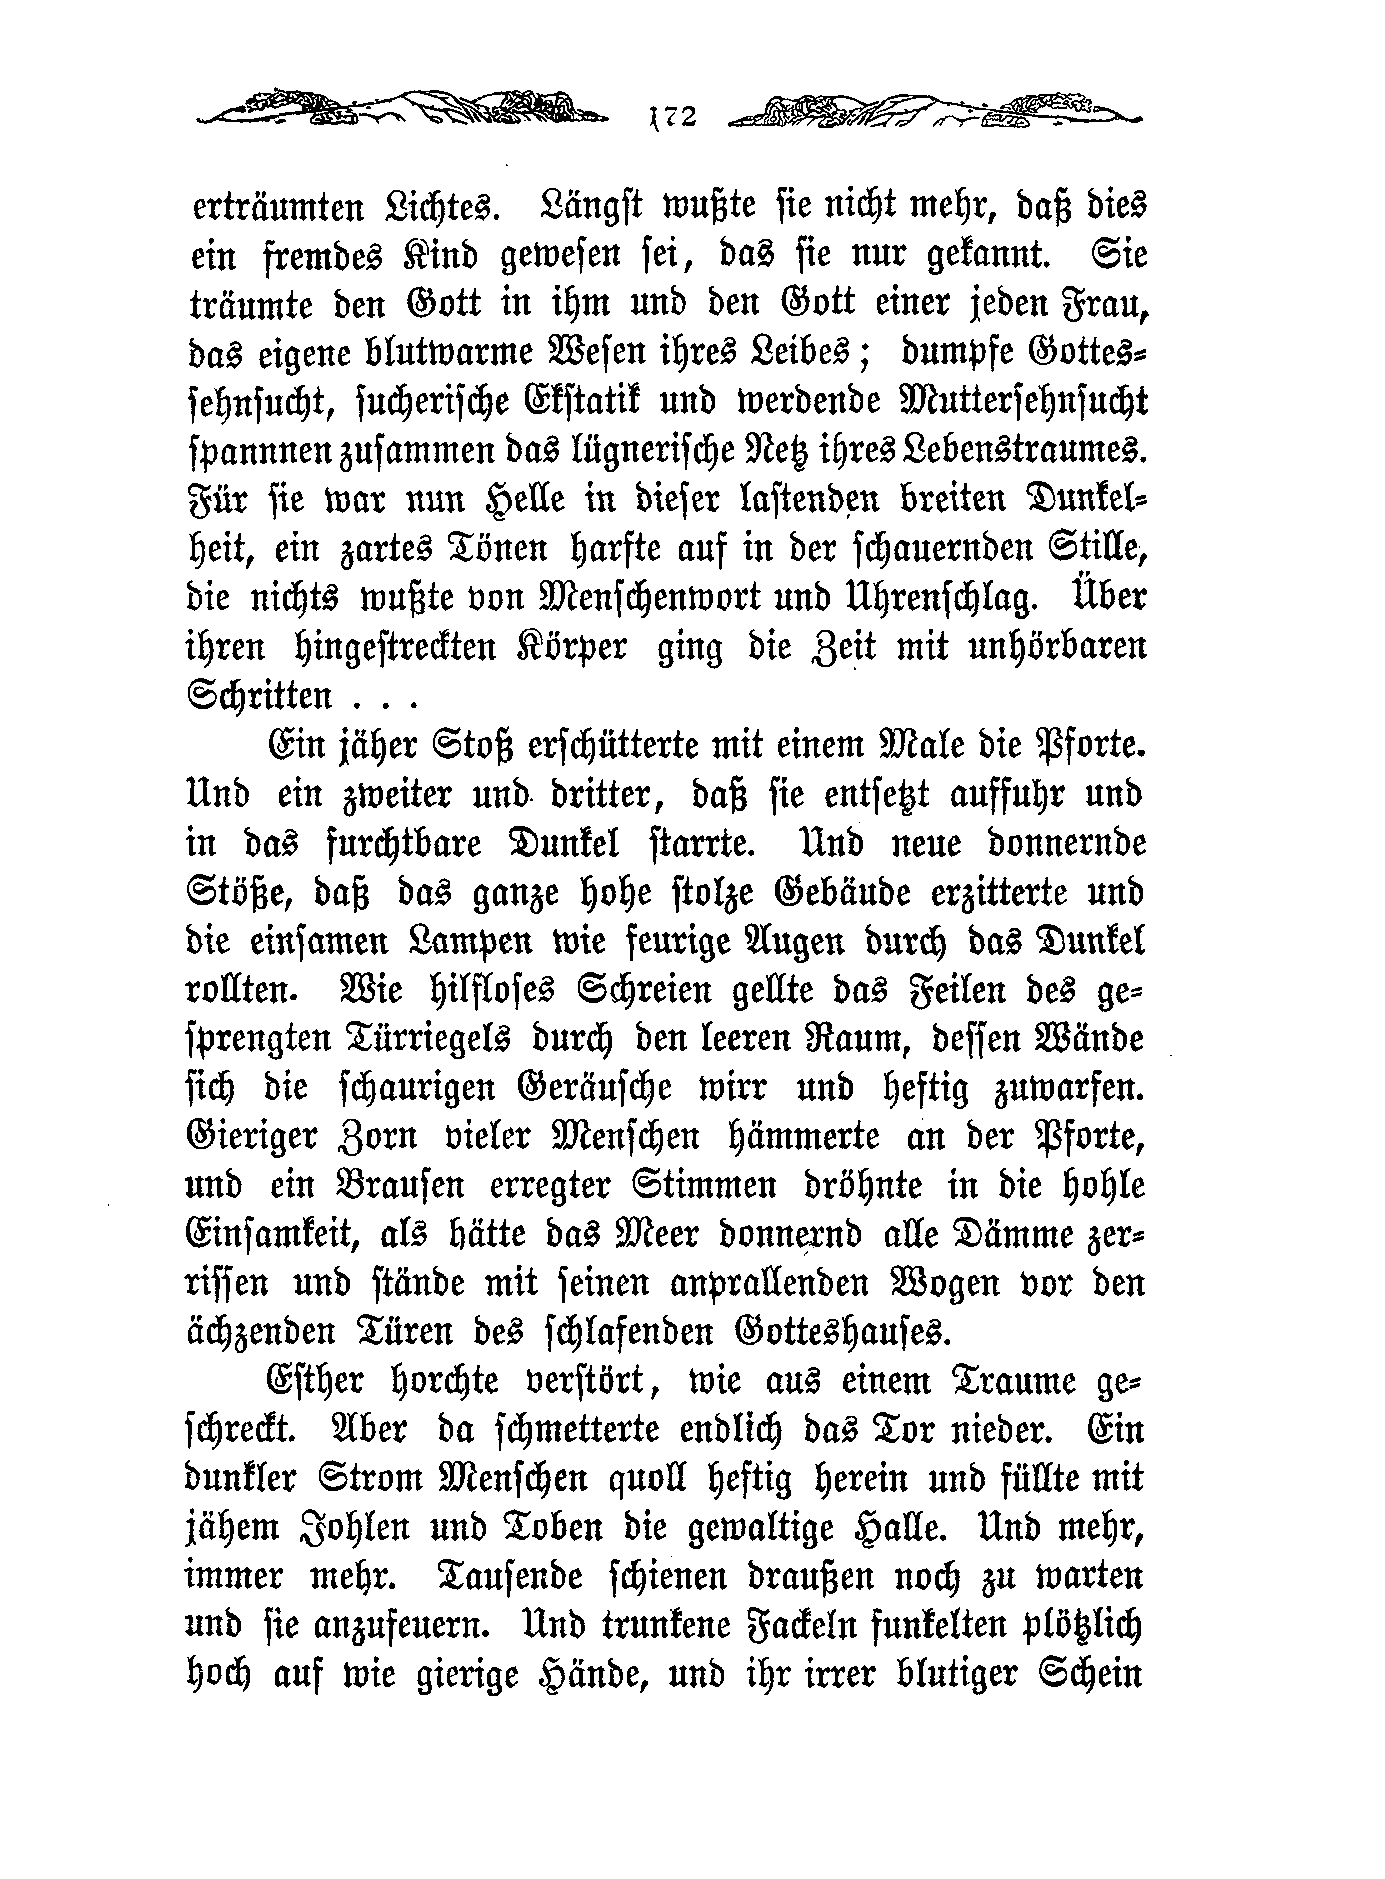 172
erträumten Lichtes. Längst wußte sie nicht mehr, daß dies
ein fremdes Kind gewesen sei, das sie nur gekannt. Sie
träumte den Gott in ihm und den Gott einer jeden Frau,
das eigene blutwarme Wesen ihres Leibes; dumpfe Gottes-
sehnsucht, sucherische Ekstatik und werdende Muttersehnsucht
spannnen zusammen das lügnerische Netz ihres Lebenstraumes.
Für sie war nun Helle in dieser lastenden breiten Dunkel-
heit, ein zartes Tönen harfte auf in der schauernden Stille,
die nichts wußte von Menschenwort und Uhrenschlag. Über
ihren hingestreckten Körper ging die Zeit mit unhörbaren
Schritten . . .
Ein jäher Stoß erschütterte mit einem Male die Pforte.
Und ein zweiter und dritter, daß sie entsetzt auffuhr und
in das furchtbare Dunkel starrte. Und neue donnernde
Stöße, daß das ganze hohe stolze Gebäude erzitterte und
die einsamen Lampen wie feurige Augen durch das Dunkel
rollten. Wie hilfloses Schreien gellte das Feilen des ge-
sprengten Türriegels durch den leeren Raum, dessen Wände
sich die schaurigen Geräusche wirr und heftig zuwarfen.
Gieriger Zorn vieler Menschen hämmerte an der Pforte,
und ein Brausen erregter Stimmen dröhnte in die hohle
Einsamkeit, als hätte das Meer donnernd alle Dämme zer-
rissen und stände mit seinen anprallenden Wogen vor den
ächzenden Türen des schlafenden Gotteshauses.
Esther horchte verstört, wie aus einem Traume ge-
schreckt. Aber da schmetterte endlich das Tor nieder. Ein
dunkler Strom Menschen quoll heftig herein und füllte mit
jähem Johlen und Toben die gewaltige Halle. Und mehr,
immer mehr. Tausende schienen draußen noch zu warten
und sie anzufeuern. Und trunkene Fackeln funkelten plötzlich
hoch auf wie gierige Hände, und ihr irrer blutiger Schein